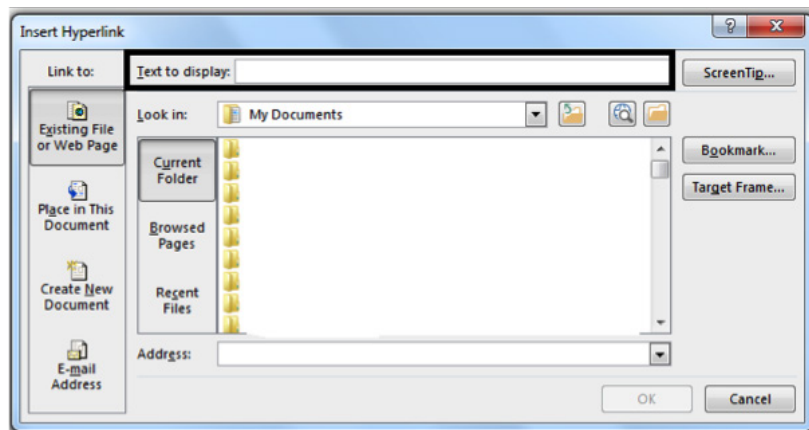 Insert Hyperlink
Link to:
Text to display:
ScreenTip...
Existing File
or Web Page
Look in:
My Documents
Current
Folder
Bookmark...
Place in This
Document
Target Frame...
Browsed
Pages
Create New
Document
Recent
Files
E-mail
Address
Address:
OK
Cancel